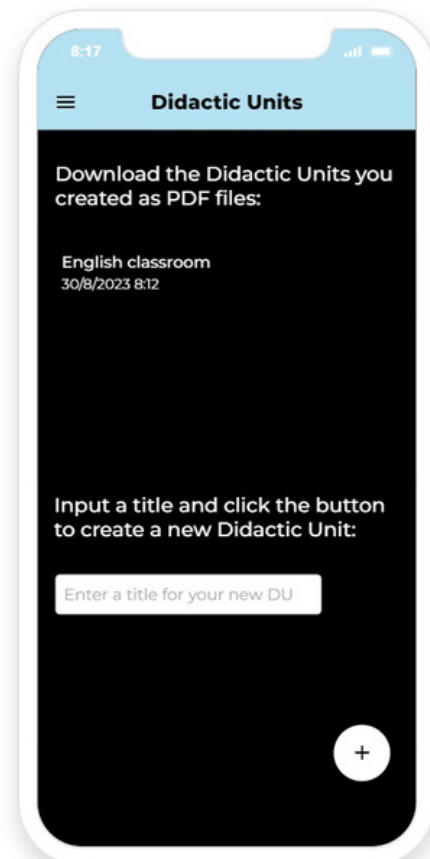 8:17
Didactic Units
Download the Didactic Units you
created as PDF files:
English classroom
30/8/2023 8:12
Input a title and click the button
to create a new Didactic Unit:
Enter a title for your new DU
+